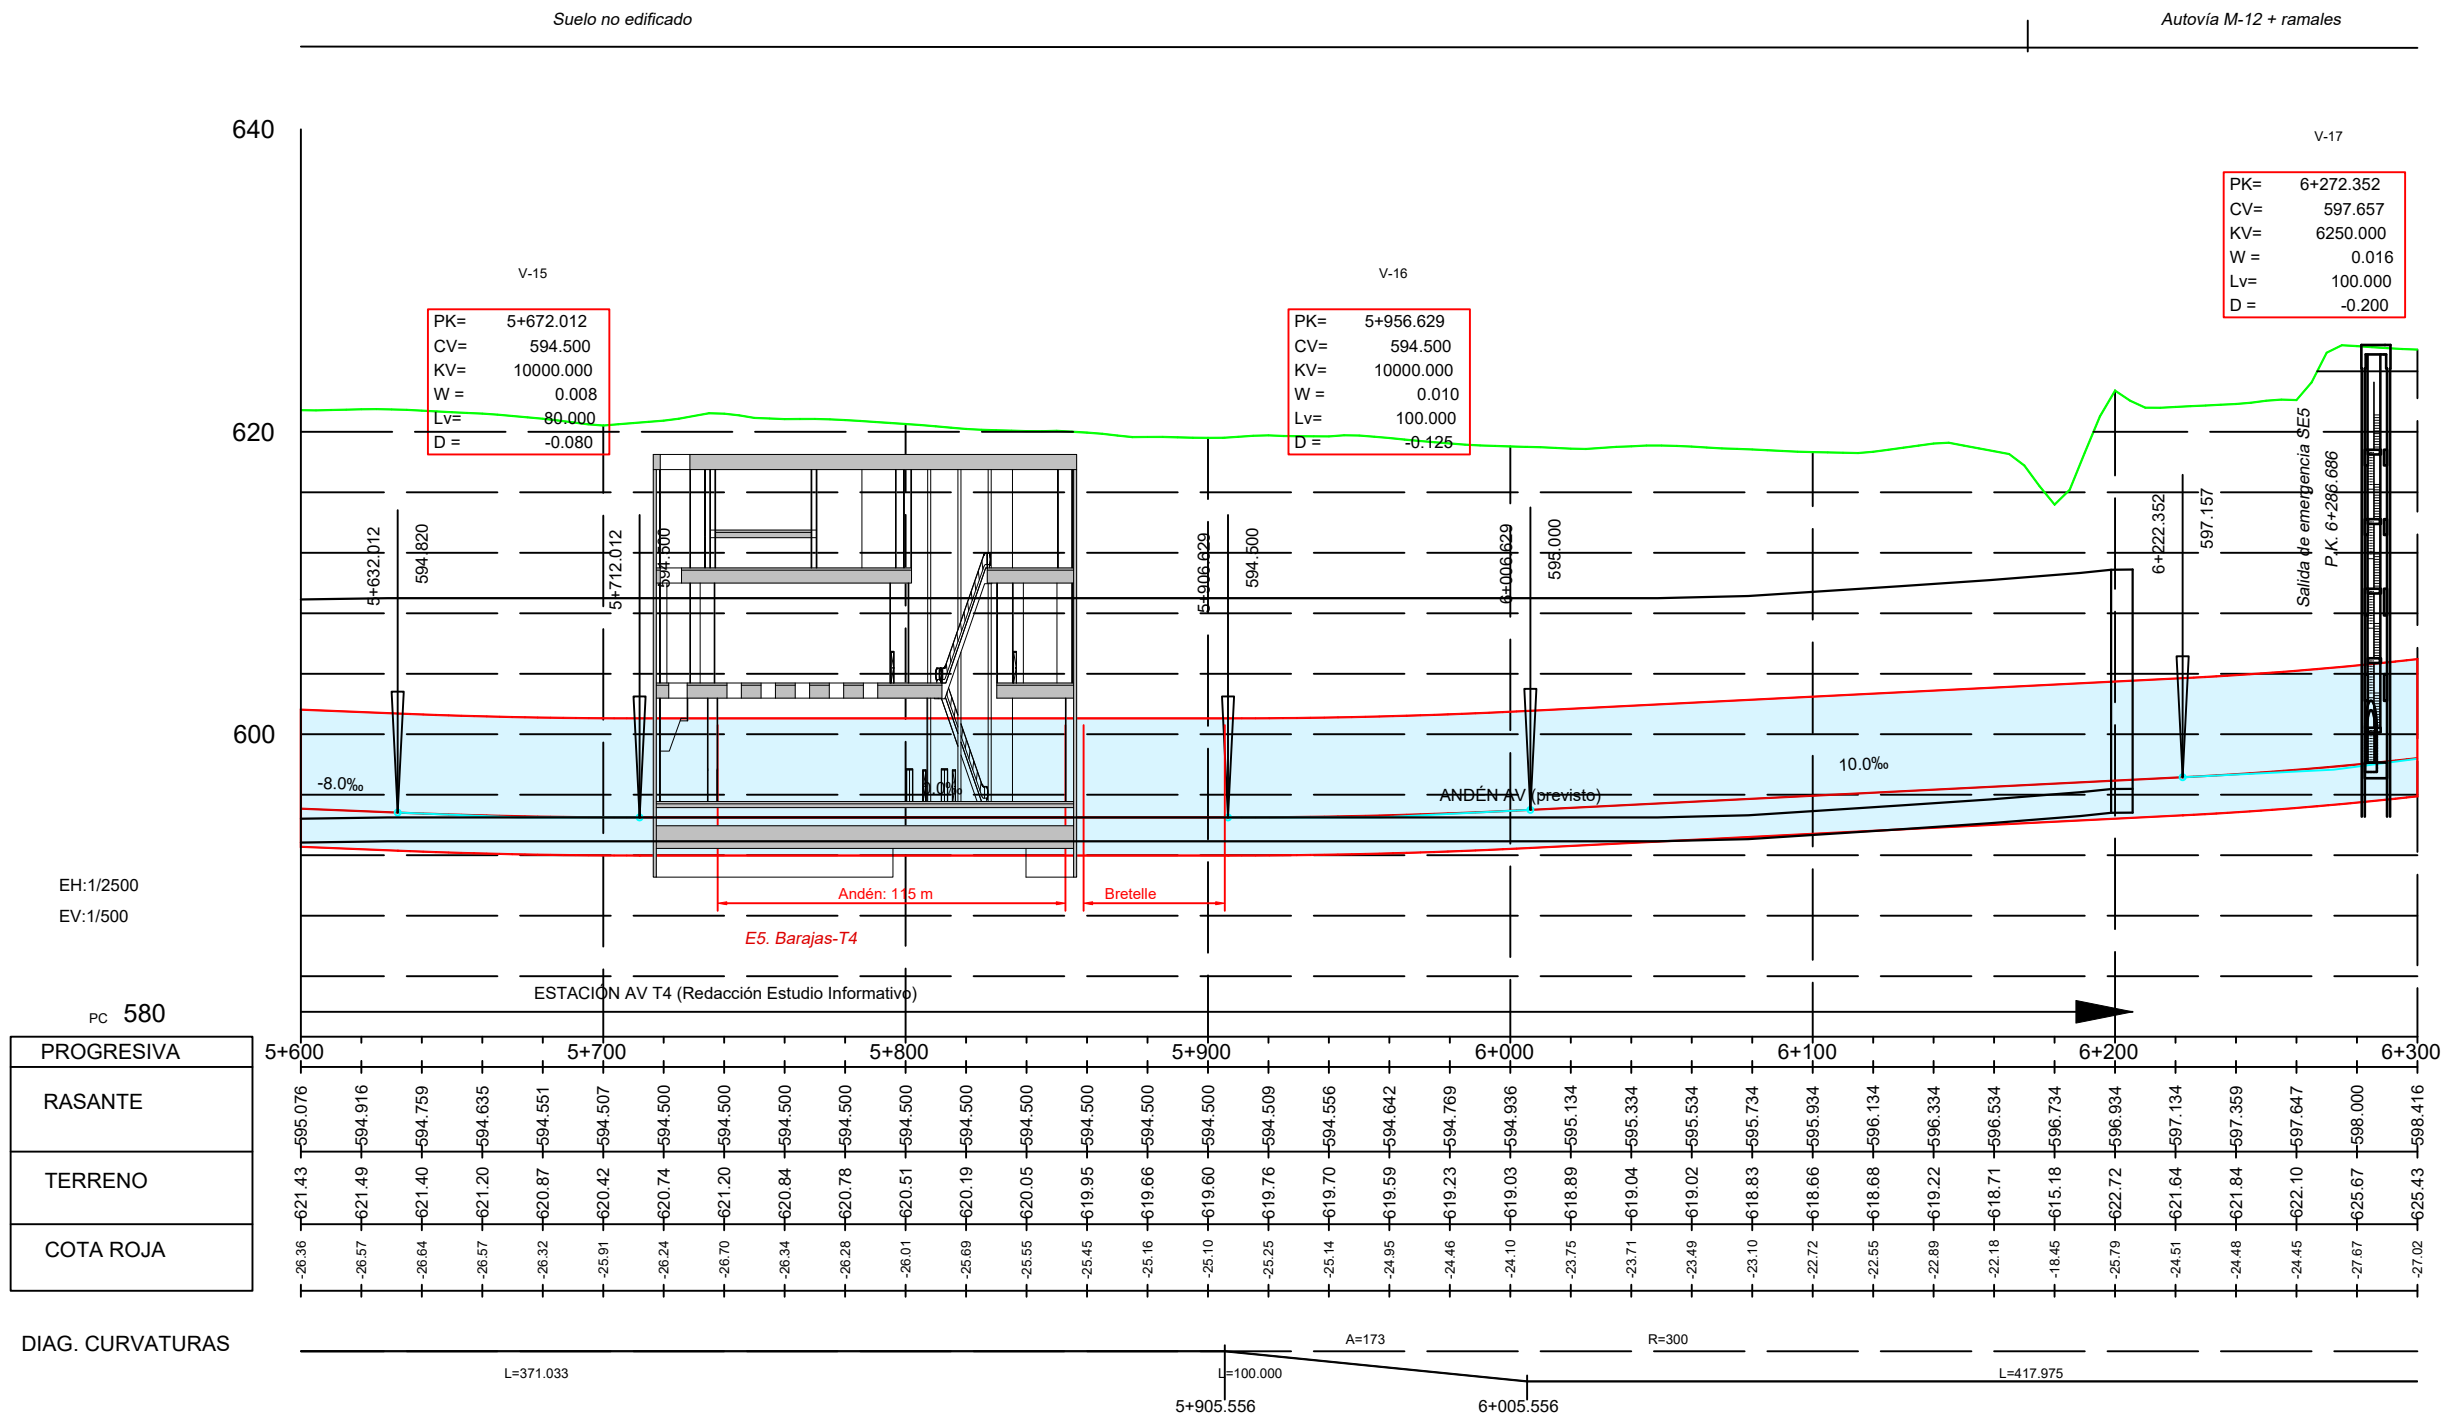 Suelo no edificado
Autovía M-12 + ramales
640
620
600
V-15
PK= 5+672.012
CV= 594.500
KV= 10000.000
W = 0.008
Lv= 80.000
D = -0.080
V-16
PK= 5+956.629
CV= 594.500
KV= 10000.000
W = 0.010
Lv= 100.000
D = -0.125
V-17
PK= 6+272.352
CV= 597.657
KV= 6250.000
W = 0.016
Lv= 100.000
D = -0.200
5+632.012
594.820
5+712.012
594.500
5+906.629
594.500
6+006.629
595.000
6+222.352
597.157
Salida de emergencia SE5
P.K. 6+286.686
-8.0‰
0.0‰
10.0‰
ANDÉN AV (previsto)
EH:1/2500
EV:1/500
Andén: 115 m
Bretelle
E5. Barajas-T4
ESTACIÓN AV T4 (Redacción Estudio Informativo)
PC 580
PROGRESIVA 5+600 5+700 5+800 5+900 6+000 6+100 6+200 6+300
RASANTE 595.076 594.916 594.759 594.635 594.551 594.507 594.500 594.500 594.500 594.500 594.500 594.500 594.500 594.500 594.500 594.500 594.509 594.556 594.642 594.769 594.936 595.134 595.334 595.534 595.734 595.934 596.134 596.334 596.534 596.734 596.934 597.134 597.359 597.647 598.000 598.416
TERRENO 621.43 621.49 621.40 621.20 620.87 620.42 620.74 621.20 620.84 620.78 620.51 620.19 620.05 619.95 619.66 619.60 619.76 619.70 619.59 619.23 619.03 618.89 619.04 619.02 618.83 618.66 618.68 619.22 618.71 615.18 622.72 621.64 621.84 622.10 625.67 625.43
COTA ROJA -26.36 -26.57 -26.64 -26.57 -26.32 -25.91 -26.24 -26.70 -26.34 -26.28 -26.01 -25.69 -25.55 -25.45 -25.16 -25.10 -25.25 -25.14 -24.95 -24.46 -24.10 -23.75 -23.71 -23.49 -23.10 -22.72 -22.55 -22.89 -22.18 -18.45 -25.79 -24.51 -24.48 -24.45 -27.67 -27.02
DIAG. CURVATURAS
A=173
R=300
L=371.033
L=100.000
L=417.975
5+905.556
6+005.556